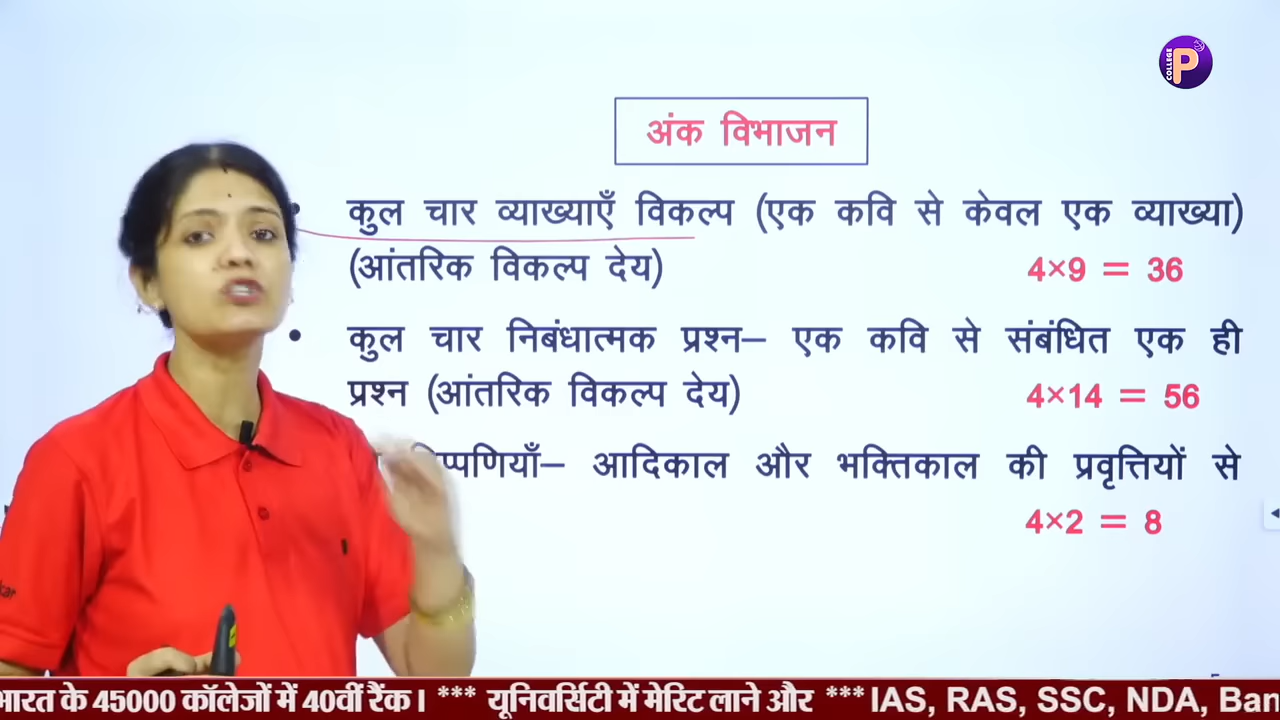 COLLEGE P
अंक विभाजन
• कुल चार व्याख्याएँ विकल्प (एक कवि से केवल एक व्याख्या)
(आंतरिक विकल्प देय) 4×9 = 36
• कुल चार निबंधात्मक प्रश्न– एक कवि से संबंधित एक ही
प्रश्न (आंतरिक विकल्प देय) 4×14 = 56
आदिकाल और भक्तिकाल की प्रवृत्तियों से
4×2 = 8
भारत के 45000 कॉलेजों में 40वीं रैंक। *** यूनिवर्सिटी में मेरिट लाने और *** IAS, RAS, SSC, NDA, Ban